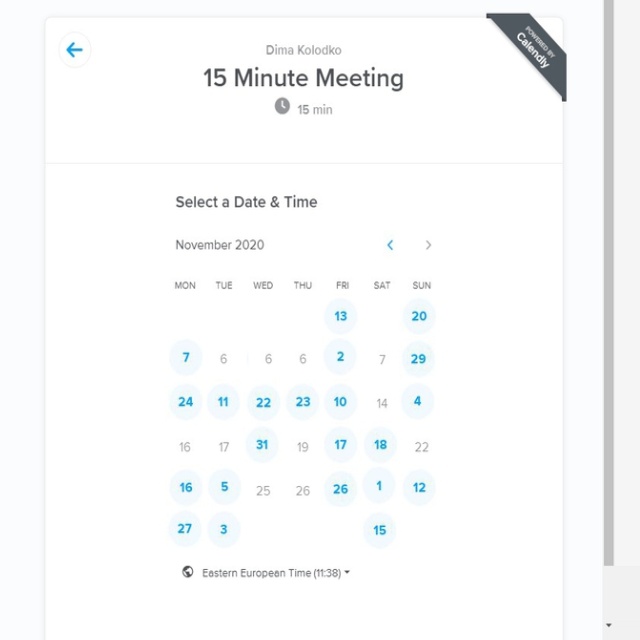 POWERED BY
Calendly
Dima Kolodko
15 Minute Meeting
15 min
Select a Date & Time
November 2020
MON TUE WED THU FRI SAT SUN
13 20
7 6 6 6 2 7 29
24 11 22 23 10 14 4
16 17 31 19 17 18 22
16 5 25 26 26 1 12
27 3 15
Eastern European Time (11:38)